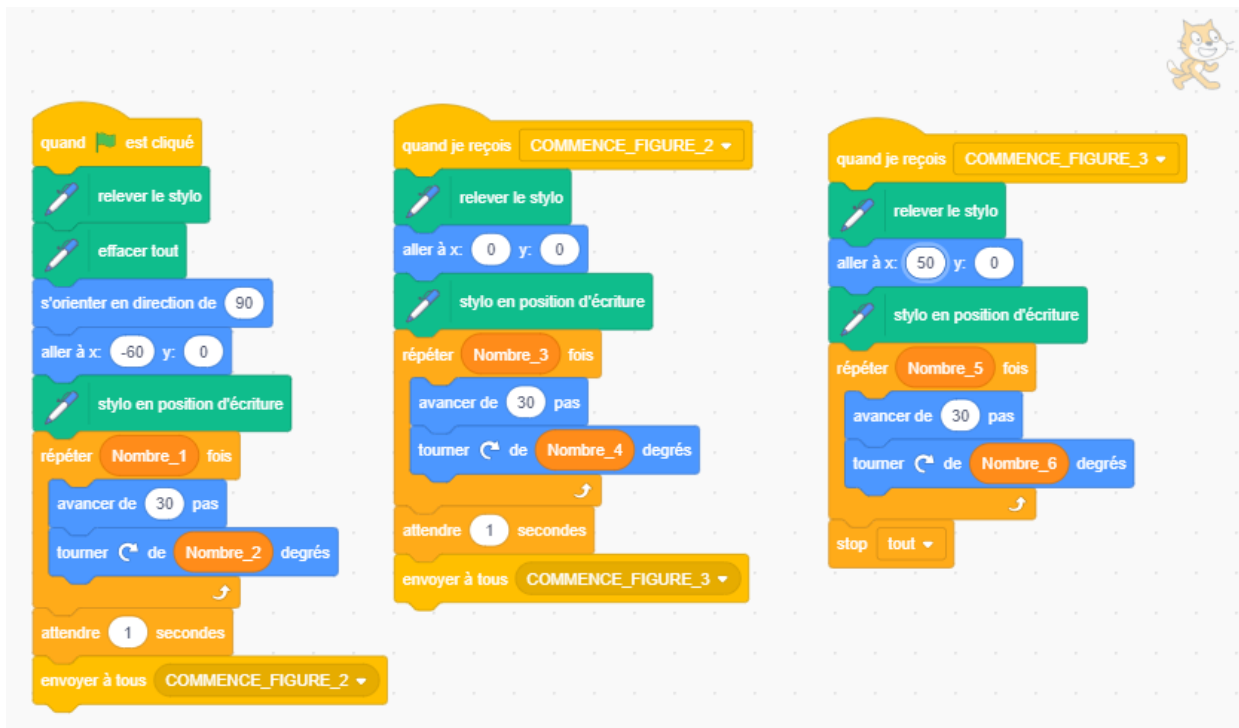 quand est cliqué
relever le stylo
effacer tout
s'orienter en direction de 90
aller à x: -60 y: 0
stylo en position d'écriture
répéter Nombre_1 fois
avancer de 30 pas
tourner de Nombre_2 degrés
attendre 1 secondes
envoyer à tous COMMENCE_FIGURE_2
quand je reçois COMMENCE_FIGURE_2
relever le stylo
aller à x: 0 y: 0
stylo en position d'écriture
répéter Nombre_3 fois
avancer de 30 pas
tourner de Nombre_4 degrés
attendre 1 secondes
envoyer à tous COMMENCE_FIGURE_3
quand je reçois COMMENCE_FIGURE_3
relever le stylo
aller à x: 50 y: 0
stylo en position d'écriture
répéter Nombre_5 fois
avancer de 30 pas
tourner de Nombre_6 degrés
stop tout